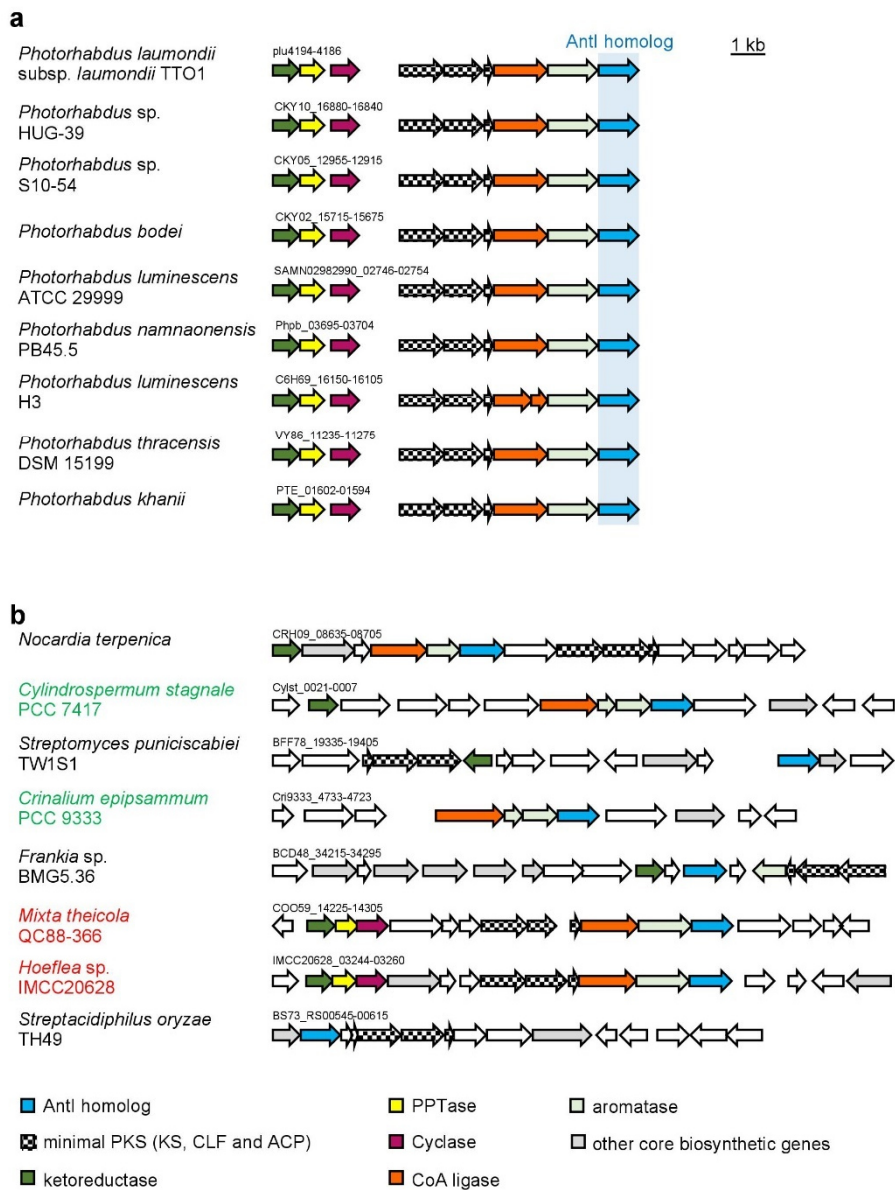 a
AntI homolog
1 kb
Photorhabdus laumondii
subsp. laumondii TTO1
plu4194-4186
Photorhabdus sp.
HUG-39
CKY10_16880-16840
Photorhabdus sp.
S10-54
CKY05_12955-12915
Photorhabdus bodei
CKY02_15715-15675
Photorhabdus luminescens
ATCC 29999
SAMN02982990_02746-02754
Photorhabdus namnaonensis
PB45.5
Phpb_03695-03704
Photorhabdus luminescens
H3
C6H69_16150-16105
Photorhabdus thracensis
DSM 15199
VY86_11235-11275
Photorhabdus khanii
PTE_01602-01594
b
Nocardia terpenica
CRH09_08635-08705
Cylindrospermum stagnale
PCC 7417
Cylst_0021-0007
Streptomyces puniciscabiei
TW1S1
BFF78_19335-19405
Crinalium epipsammum
PCC 9333
Cri9333_4733-4723
Frankia sp.
BMG5.36
BCD48_34215-34295
Mixta theicola
QC88-366
COO59_14225-14305
Hoeflea sp.
IMCC20628
IMCC20628_03244-03260
Streptacidiphilus oryzae
TH49
BS73_RS00545-00615
AntI homolog
PPTase
aromatase
minimal PKS (KS, CLF and ACP)
Cyclase
other core biosynthetic genes
ketoreductase
CoA ligase